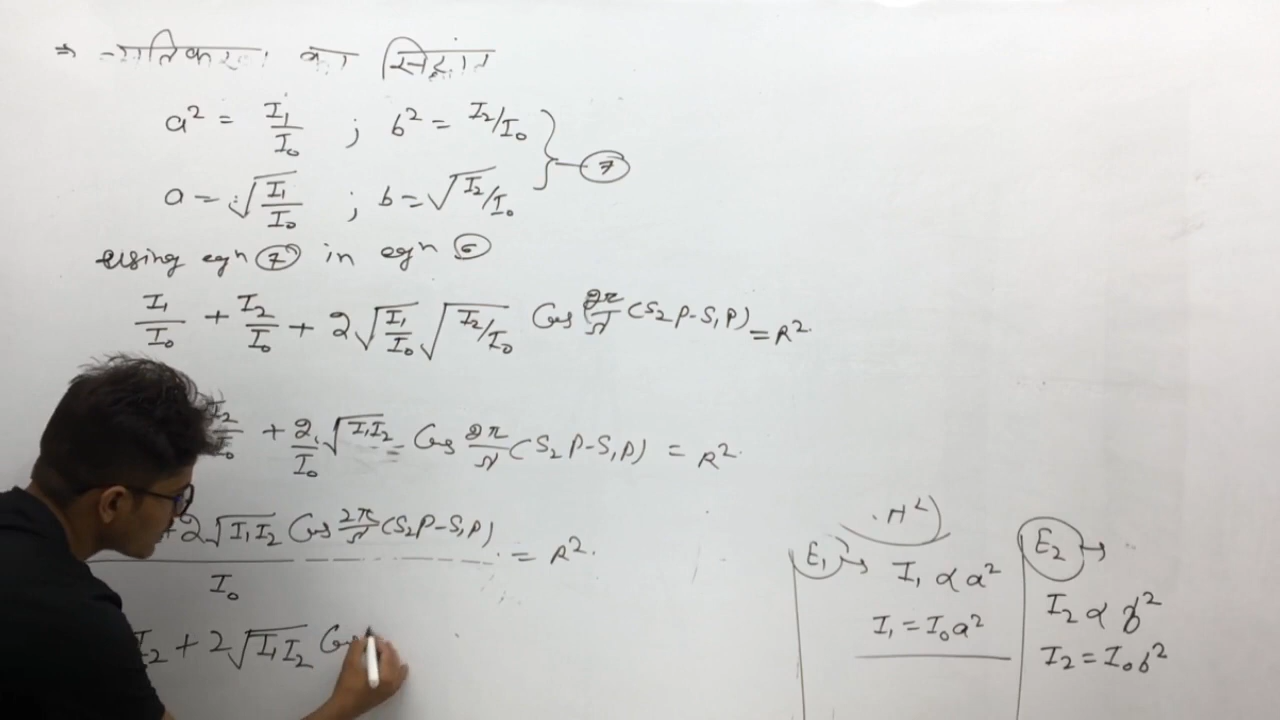 ⇒ व्यतिकरण का सिद्धांत
a² = I₁/I₀ ; b² = I₂/I₀ } — ⑦
a = √(I₁/I₀) ; b = √(I₂/I₀)
using eqn ⑦ in eqn ⑥
I₁/I₀ + I₂/I₀ + 2√(I₁/I₀) √(I₂/I₀) Cos 2π/λ (S₂P-S₁P) = R²
I₂/I₀ + 2/I₀ √(I₁I₂) Cos 2π/λ (S₂P-S₁P) = R²
+2√(I₁I₂) Cos 2π/λ (S₂P-S₁P) / I₀ = R²
I₂ + 2√(I₁I₂) Cos
E₁ →
I₁ ∝ a²
I₁ = I₀a²
E₂ →
I₂ ∝ b²
I₂ = I₀b²